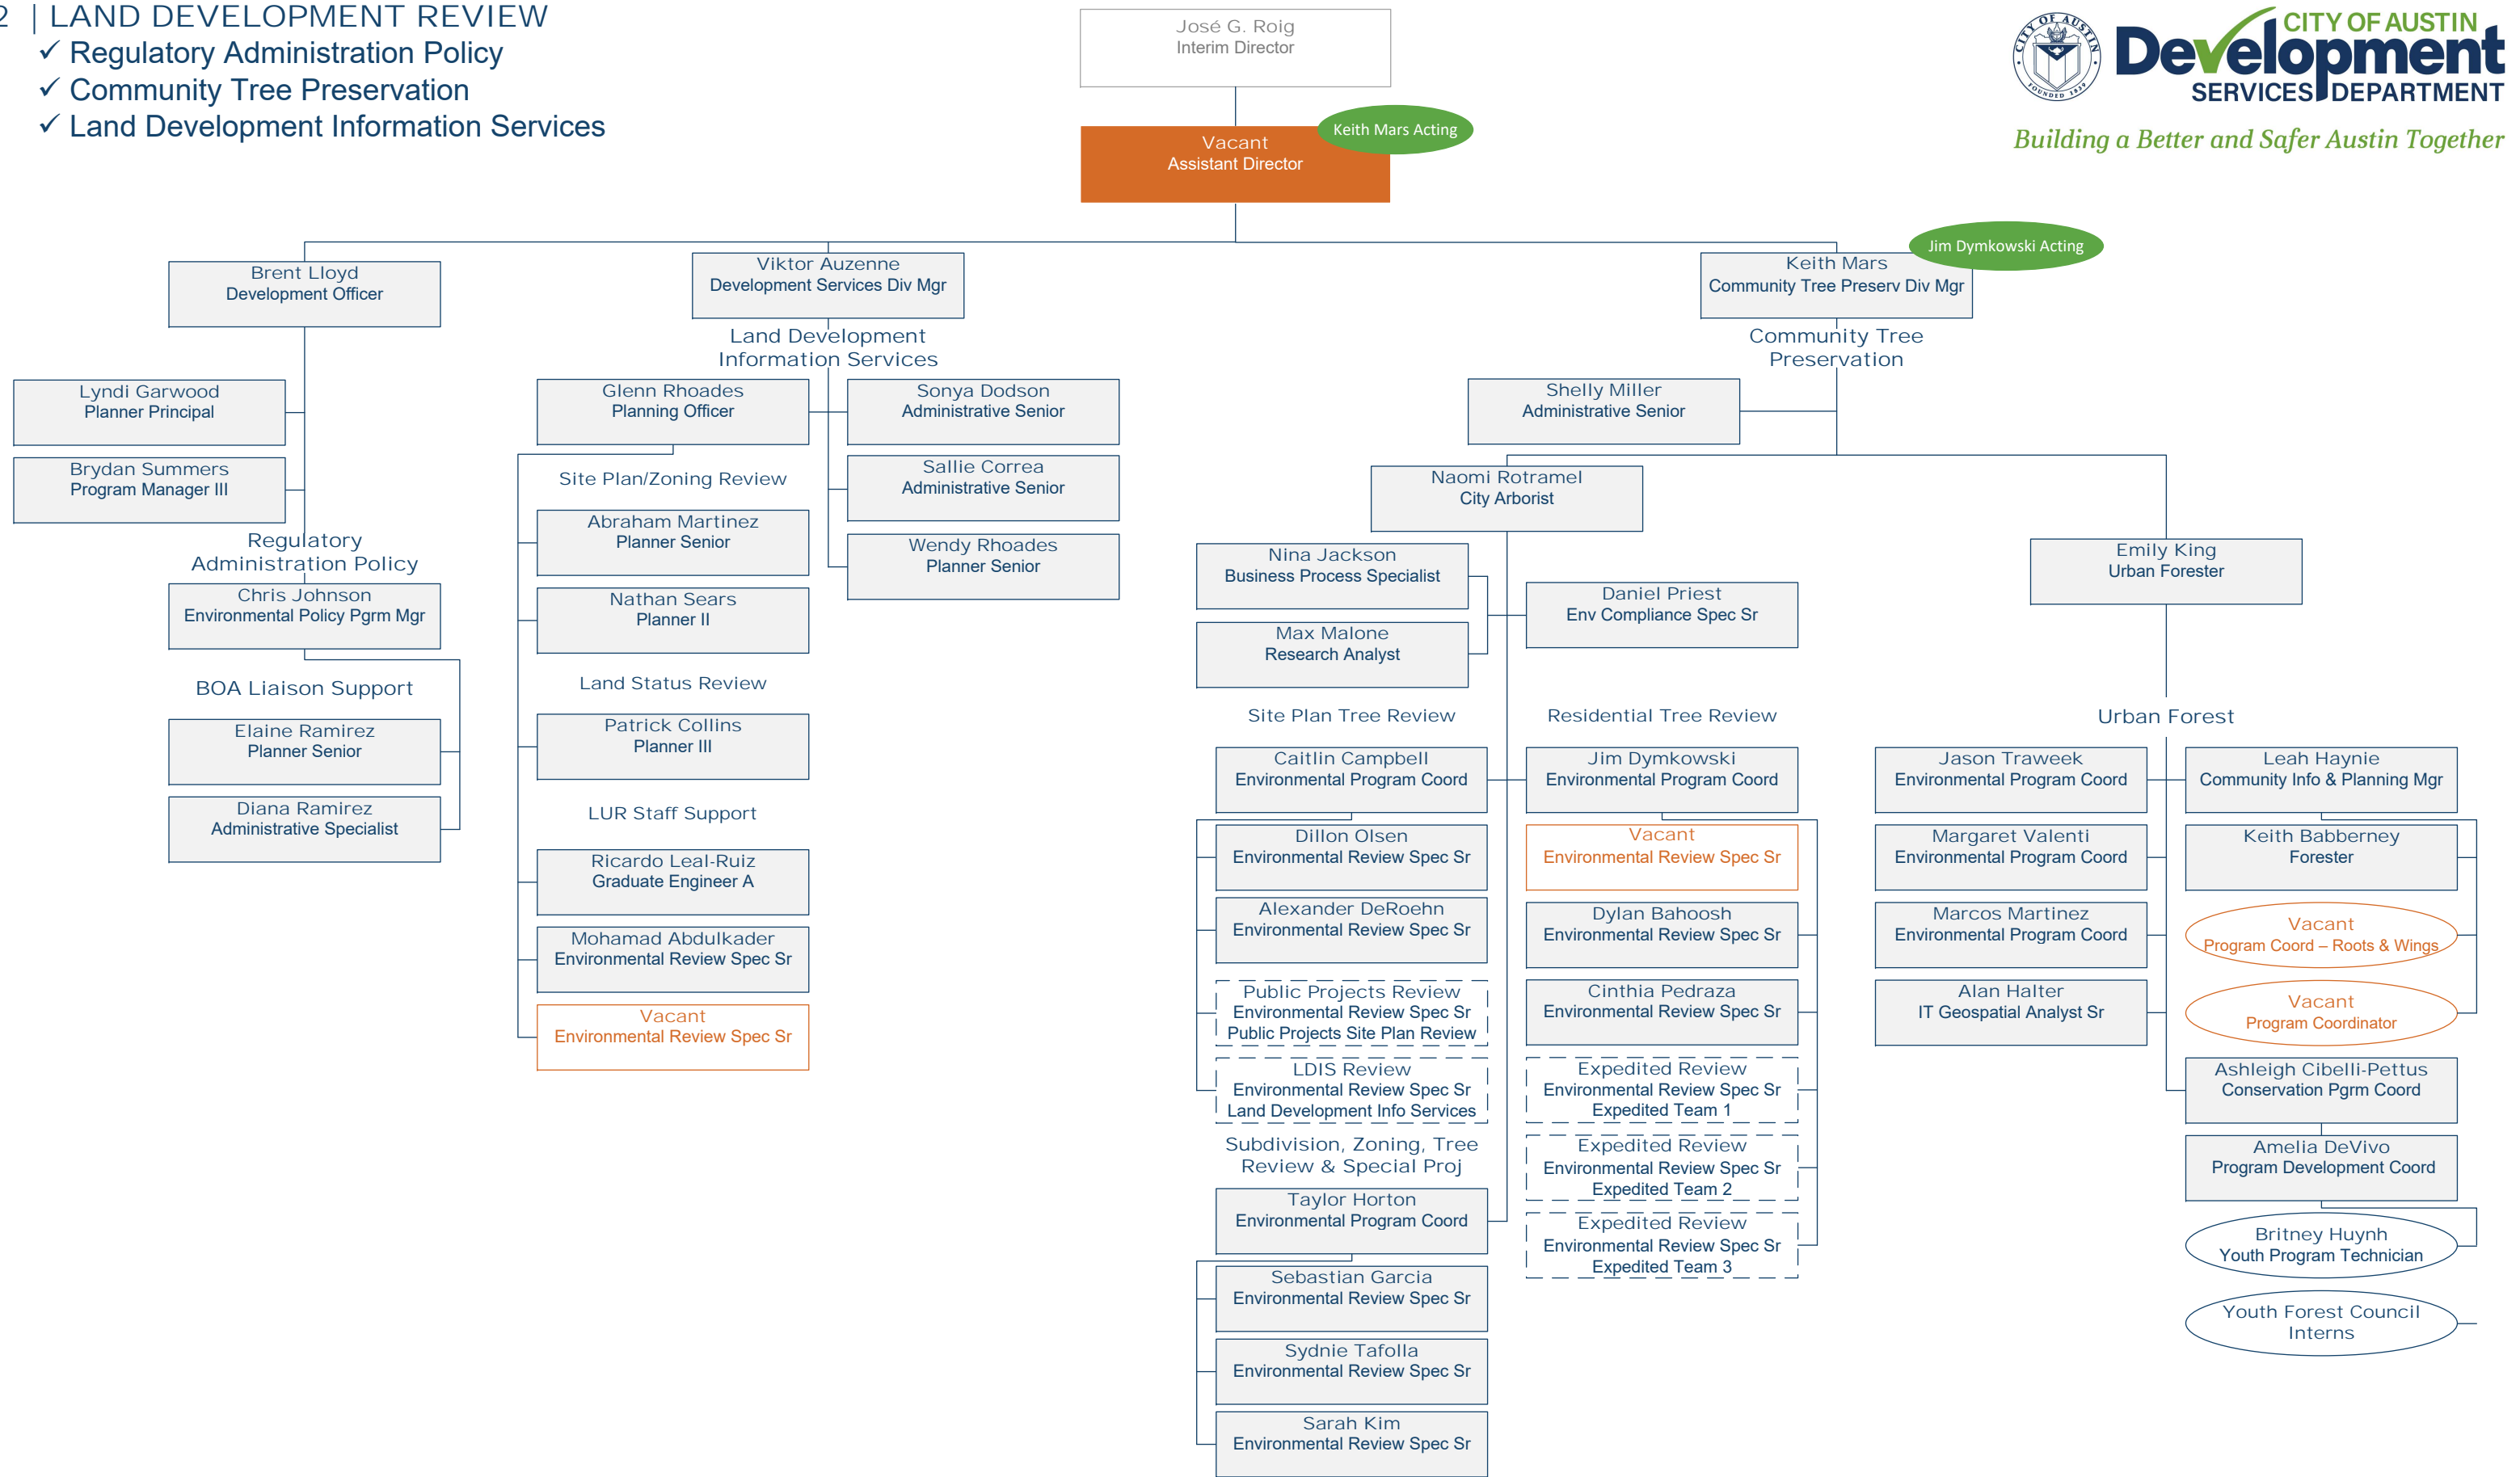 2 | LAND DEVELOPMENT REVIEW
✓ Regulatory Administration Policy
✓ Community Tree Preservation
✓ Land Development Information Services
José G. Roig
Interim Director
CITY OF AUSTIN
FOUNDED 1839
CITY OF AUSTIN
Development
SERVICES DEPARTMENT
Building a Better and Safer Austin Together
Vacant
Assistant Director
Keith Mars Acting
Brent Lloyd
Development Officer
Lyndi Garwood
Planner Principal
Brydan Summers
Program Manager III
Regulatory
Administration Policy
Chris Johnson
Environmental Policy Pgrm Mgr
BOA Liaison Support
Elaine Ramirez
Planner Senior
Diana Ramirez
Administrative Specialist
Viktor Auzenne
Development Services Div Mgr
Land Development
Information Services
Glenn Rhoades
Planning Officer
Sonya Dodson
Administrative Senior
Sallie Correa
Administrative Senior
Wendy Rhoades
Planner Senior
Site Plan/Zoning Review
Abraham Martinez
Planner Senior
Nathan Sears
Planner II
Land Status Review
Patrick Collins
Planner III
LUR Staff Support
Ricardo Leal-Ruiz
Graduate Engineer A
Mohamad Abdulkader
Environmental Review Spec Sr
Vacant
Environmental Review Spec Sr
Jim Dymkowski Acting
Keith Mars
Community Tree Preserv Div Mgr
Community Tree
Preservation
Shelly Miller
Administrative Senior
Naomi Rotramel
City Arborist
Nina Jackson
Business Process Specialist
Max Malone
Research Analyst
Daniel Priest
Env Compliance Spec Sr
Site Plan Tree Review
Caitlin Campbell
Environmental Program Coord
Dillon Olsen
Environmental Review Spec Sr
Alexander DeRoehn
Environmental Review Spec Sr
Public Projects Review
Environmental Review Spec Sr
Public Projects Site Plan Review
LDIS Review
Environmental Review Spec Sr
Land Development Info Services
Subdivision, Zoning, Tree
Review & Special Proj
Taylor Horton
Environmental Program Coord
Sebastian Garcia
Environmental Review Spec Sr
Sydnie Tafolla
Environmental Review Spec Sr
Sarah Kim
Environmental Review Spec Sr
Residential Tree Review
Jim Dymkowski
Environmental Program Coord
Vacant
Environmental Review Spec Sr
Dylan Bahoosh
Environmental Review Spec Sr
Cinthia Pedraza
Environmental Review Spec Sr
Expedited Review
Environmental Review Spec Sr
Expedited Team 1
Expedited Review
Environmental Review Spec Sr
Expedited Team 2
Expedited Review
Environmental Review Spec Sr
Expedited Team 3
Emily King
Urban Forester
Urban Forest
Jason Traweek
Environmental Program Coord
Margaret Valenti
Environmental Program Coord
Marcos Martinez
Environmental Program Coord
Alan Halter
IT Geospatial Analyst Sr
Leah Haynie
Community Info & Planning Mgr
Keith Babberney
Forester
Vacant
Program Coord – Roots & Wings
Vacant
Program Coordinator
Ashleigh Cibelli-Pettus
Conservation Pgrm Coord
Amelia DeVivo
Program Development Coord
Britney Huynh
Youth Program Technician
Youth Forest Council
Interns